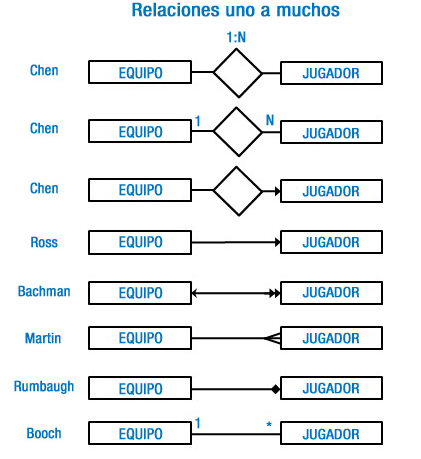 Relaciones uno a muchos
1:N
Chen EQUIPO JUGADOR
Chen EQUIPO 1 N JUGADOR
Chen EQUIPO JUGADOR
Ross EQUIPO JUGADOR
Bachman EQUIPO JUGADOR
Martin EQUIPO JUGADOR
Rumbaugh EQUIPO JUGADOR
Booch EQUIPO 1 * JUGADOR